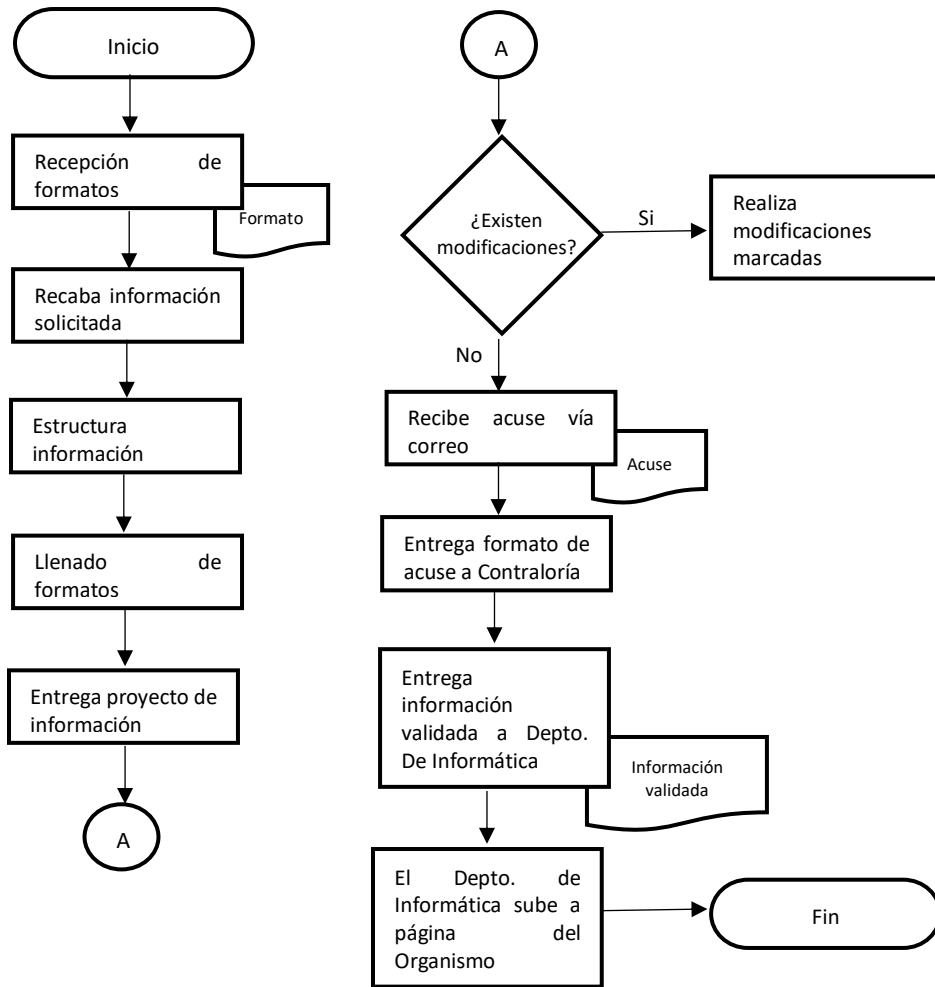 Inicio
Recepción de
formatos
Formato
Recaba información
solicitada
Estructura
información
Llenado de
formatos
Entrega proyecto de
información
A
A
¿Existen
modificaciones?
Si
Realiza
modificaciones
marcadas
No
Recibe acuse vía
correo
Acuse
Entrega formato de
acuse a Contraloría
Entrega
información
validada a Depto.
De Informática
Información
validada
El Depto. de
Informática sube a
página del
Organismo
Fin